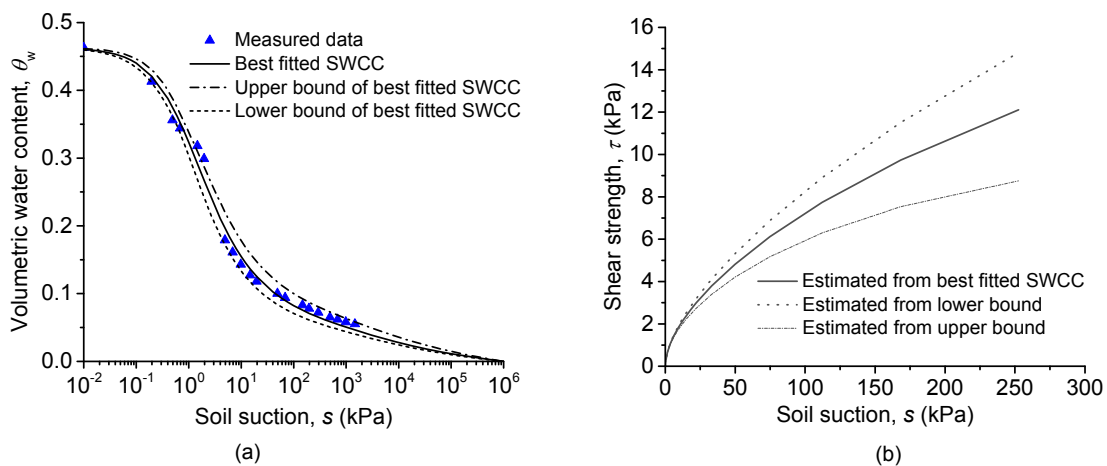 0.5
0.4
0.3
0.2
0.1
0.0
Volumetric water content, θw
Measured data
Best fitted SWCC
Upper bound of best fitted SWCC
Lower bound of best fitted SWCC
10-2 10-1 100 101 102 103 104 105 106
Soil suction, s (kPa)
(a)
16
14
12
10
8
6
4
2
0
Shear strength, τ (kPa)
Estimated from best fitted SWCC
Estimated from lower bound
Estimated from upper bound
0 50 100 150 200 250 300
Soil suction, s (kPa)
(b)